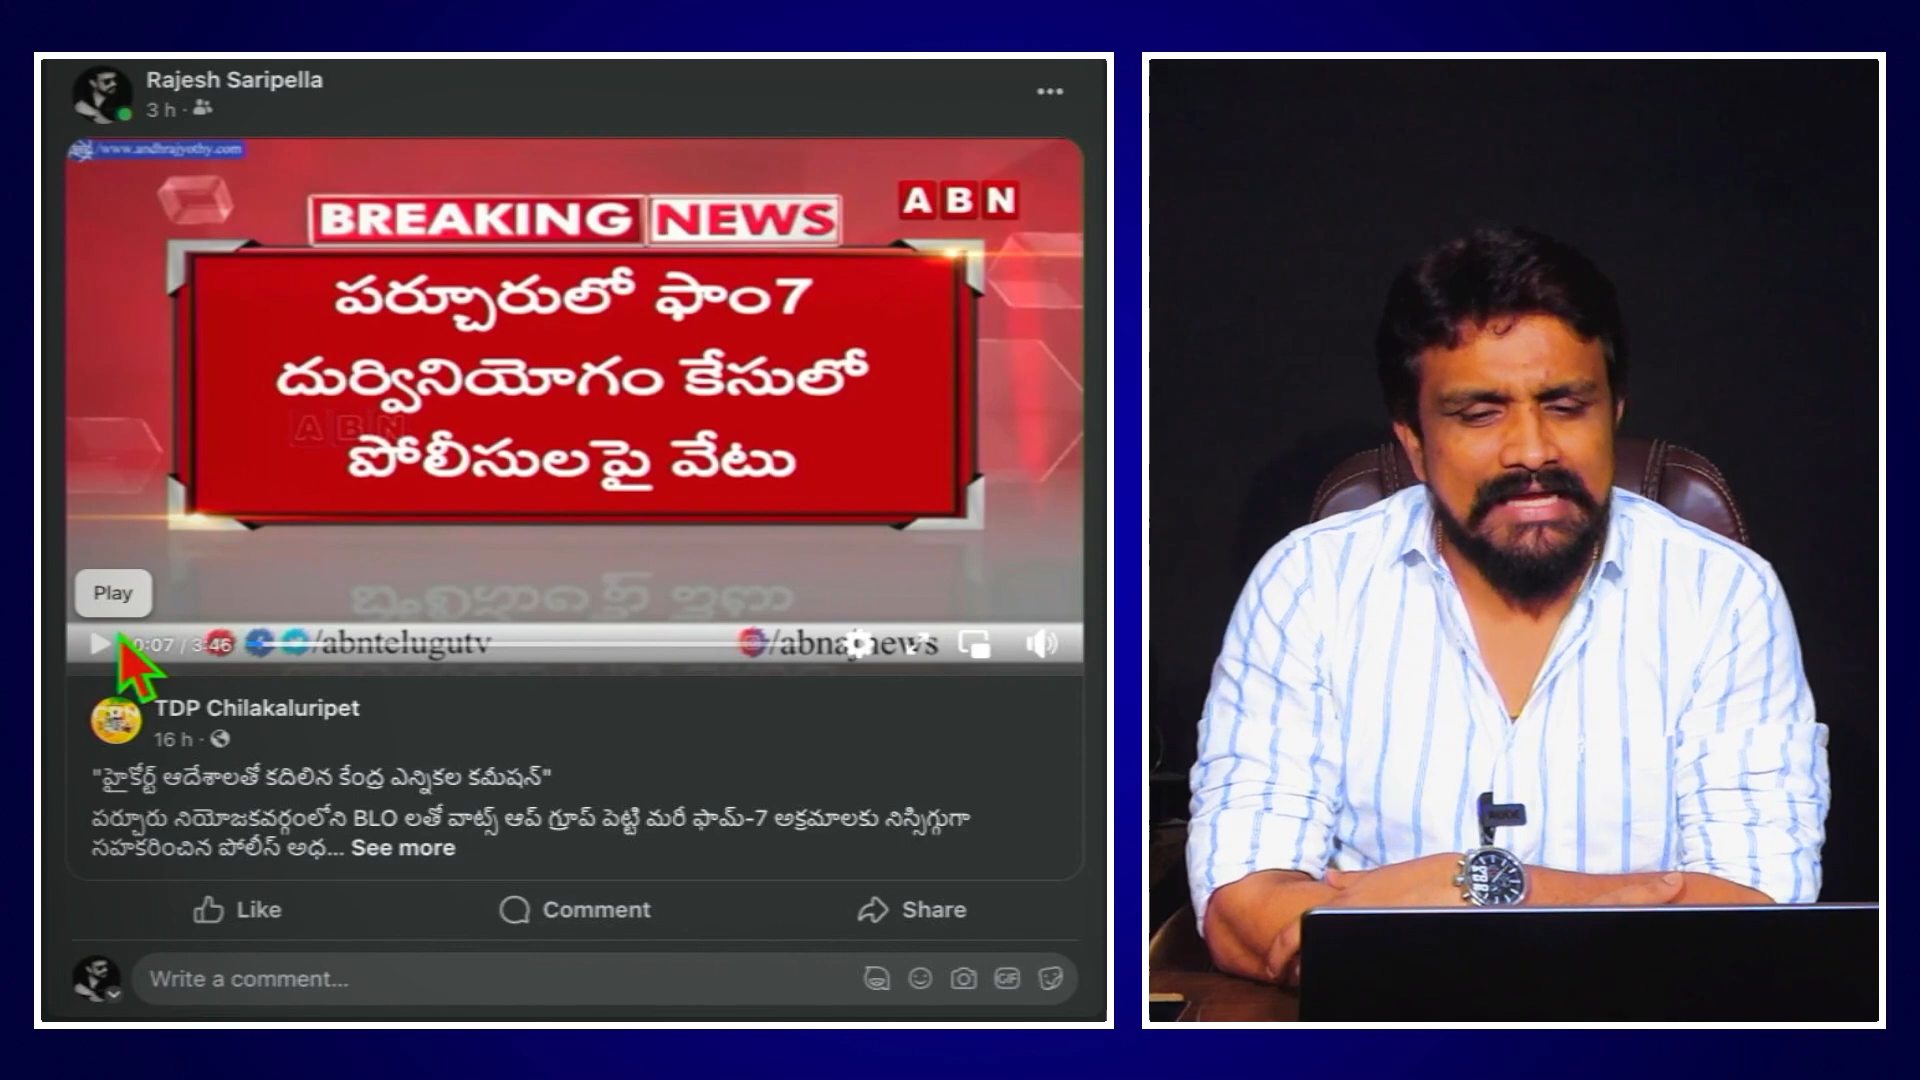 Rajesh Saripella
3 h ·
/www.andhrajyothy.com
ABN
BREAKING NEWS
పర్చూరులో ఫాం7
దుర్వినియోగం కేసులో
పోలీసులపై వేటు
ABN
Play
0:07 / 3:46
/abntelugutv
TDP Chilakaluripet
16 h ·
"హైకోర్ట్ ఆదేశాలతో కదిలిన కేంద్ర ఎన్నికల కమీషన్"
పర్చూరు నియోజకవర్గంలోని BLO లతో వాట్స్ ఆప్ గ్రూప్ పెట్టి మరీ ఫామ్-7 అక్రమాలకు నిస్సిగ్గుగా
సహకరించిన పోలీస్ అధ... See more
Like
Comment
Share
Write a comment...
GIF